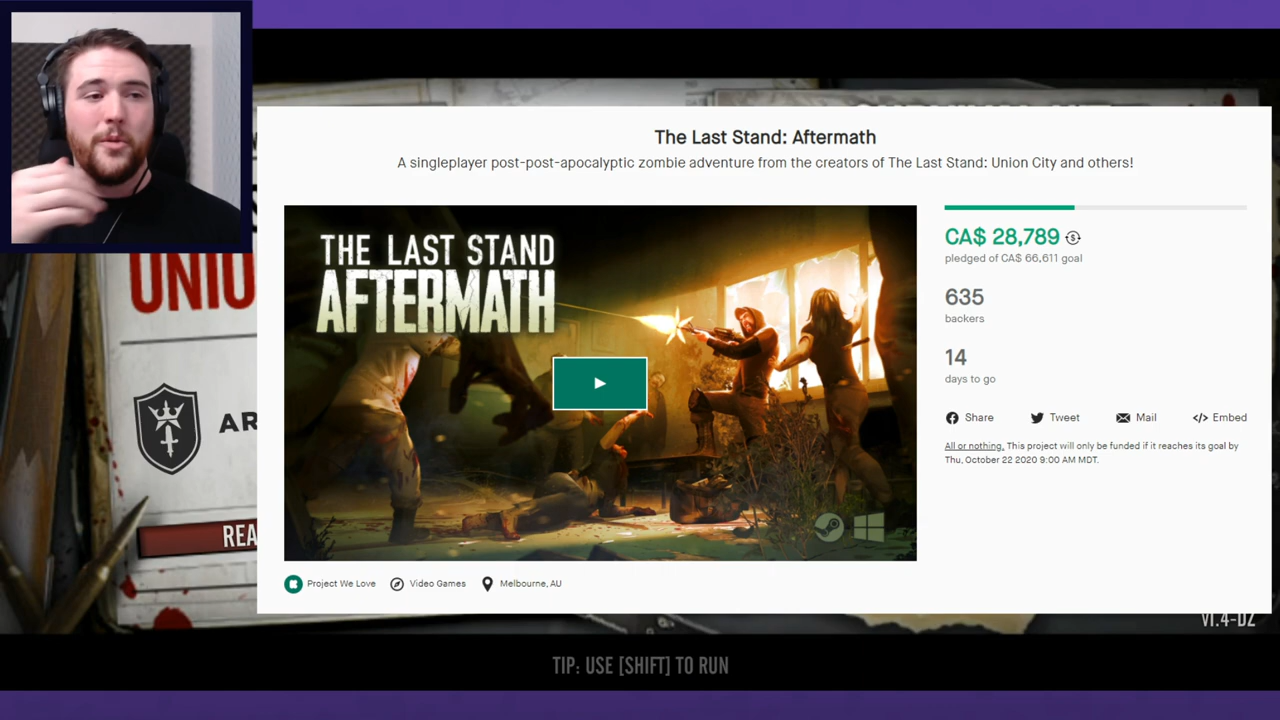 The Last Stand: Aftermath
A singleplayer post-post-apocalyptic zombie adventure from the creators of The Last Stand: Union City and others!
THE LAST STAND
AFTERMATH
CA$ 28,789
pledged of CA$ 66,611 goal
635
backers
14
days to go
Share Tweet Mail Embed
All or nothing. This project will only be funded if it reaches its goal by
Thu, October 22 2020 9:00 AM MDT.
Project We Love Video Games Melbourne, AU
UNIO
AR
REA
V1.4-DZ
TIP: USE [SHIFT] TO RUN